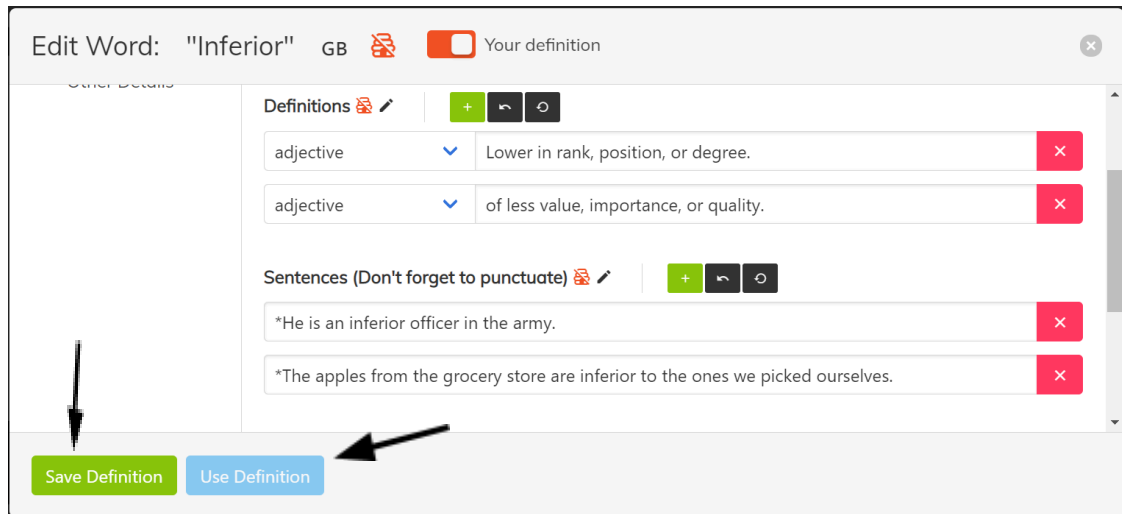 Edit Word: "Inferior" GB Your definition
Other Details
Definitions
adjective Lower in rank, position, or degree.
adjective of less value, importance, or quality.
Sentences (Don't forget to punctuate)
*He is an inferior officer in the army.
*The apples from the grocery store are inferior to the ones we picked ourselves.
Save Definition Use Definition